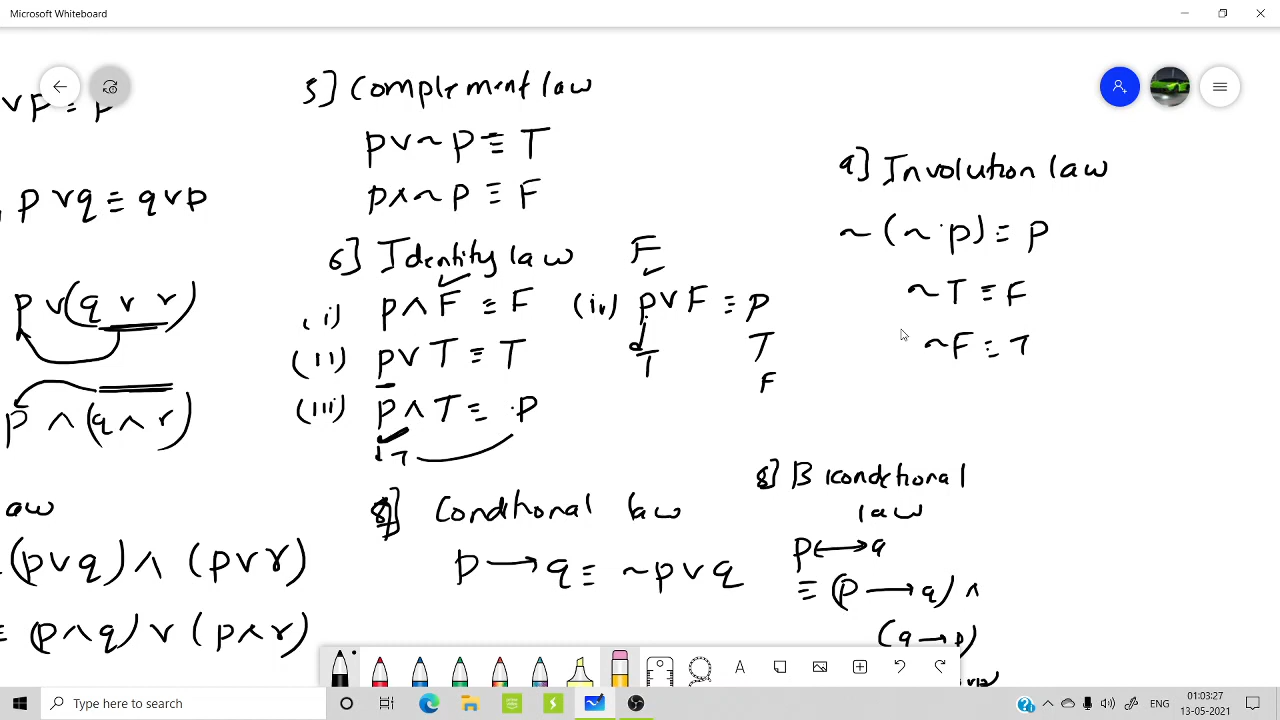 Microsoft Whiteboard
∨ F ≡ P
p ∨q ≡ q ∨p
p ∨(q ∨ r)
p ∧ (q ∧ r)
aw
(p∨q) ∧ (p∨r)
≡ (p∧q) ∨ (p∧r)
5] Complement law
p∨~p ≡ T
p∧~p ≡ F
6] Identity law
F
(i) p∧F ≡ F
(iv) p∨F ≡ p
(ii) p∨T ≡ T
T
T
F
(iii) p∧T ≡ P
T
Conditional law
p → q ≡ ~p∨q
9] Involution law
~(~p) ≡ p
~T ≡ F
~F ≡ T
8] Biconditional
law
p ↔ q
≡ (p → q) ∧
(q → p)
Type here to search
ENG
01:03:27
13-05-2021